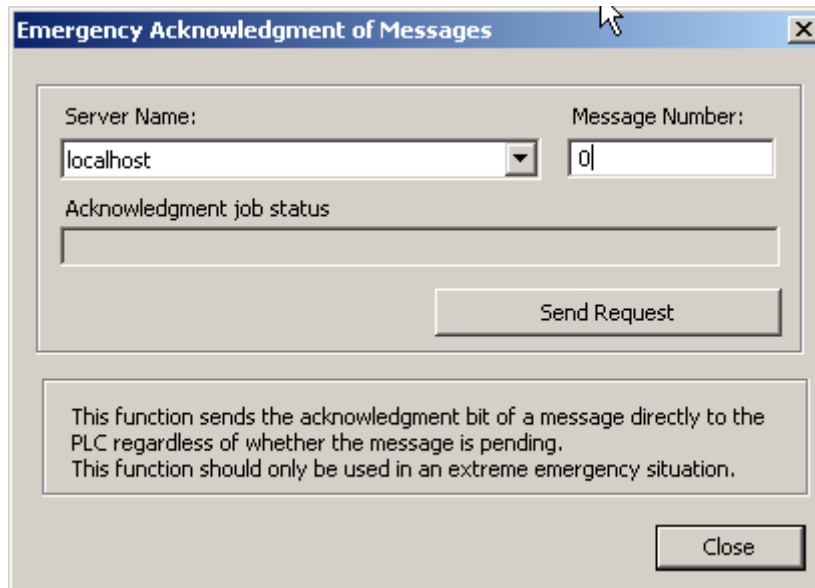 Emergency Acknowledgment of Messages
Server Name:
Message Number:
localhost
0
Acknowledgment job status
Send Request
This function sends the acknowledgment bit of a message directly to the
PLC regardless of whether the message is pending.
This function should only be used in an extreme emergency situation.
Close